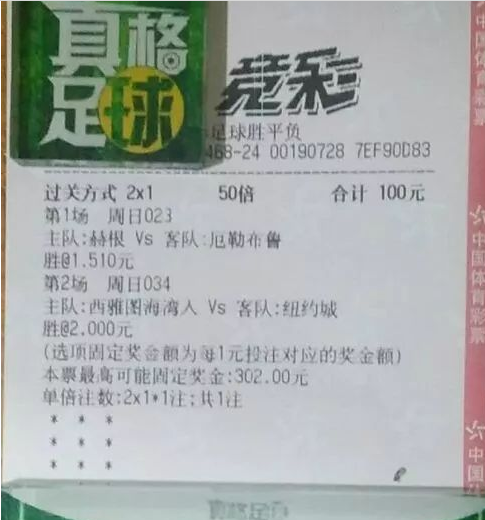 真格
足球
竞彩
足球胜平负
468-24 00190728 7EF90D83
过关方式 2x1 50倍 合计 100元
第1场 周日023
主队:赫根 Vs 客队:厄勒布鲁
胜@1.510元
第2场 周日034
主队:西雅图海湾人 Vs 客队:纽约城
胜@2.000元
(选项固定奖金额为每1元投注对应的奖金额)
本票最高可能固定奖金:302.00元
单倍注数:2x1*1注;共1注
* * *
* * *
* * *
中国体育彩票
中国体育彩票
中国
真格足球